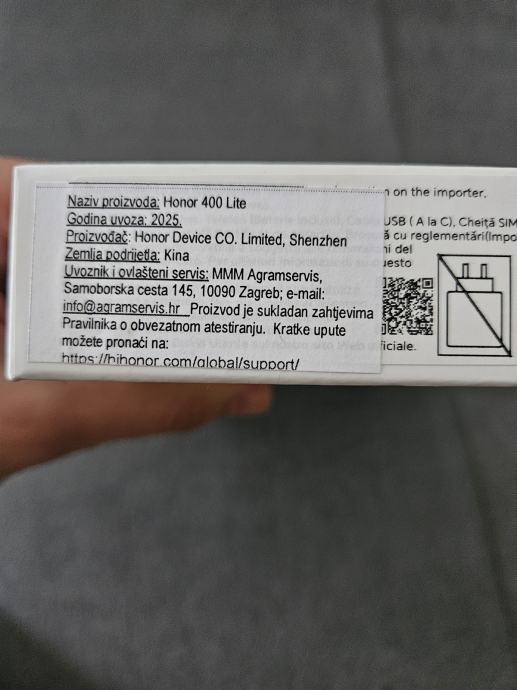 Naziv proizvoda: Honor 400 Lite
Godina uvoza: 2025.
Proizvođač: Honor Device CO. Limited, Shenzhen
Zemlja podrijetla: Kina
Uvoznik i ovlašteni servis: MMM Agramservis,
Samoborska cesta 145, 10090 Zagreb; e-mail:
info@agramservis.hr Proizvod je sukladan zahtjevima
Pravilnika o obvezatnom atestiranju. Kratke upute
možete pronaći na:
https://hihonor.com/global/support/
on the importer.
USB ( A la C), Cheiță SIM
ă cu reglementări(Impo
del